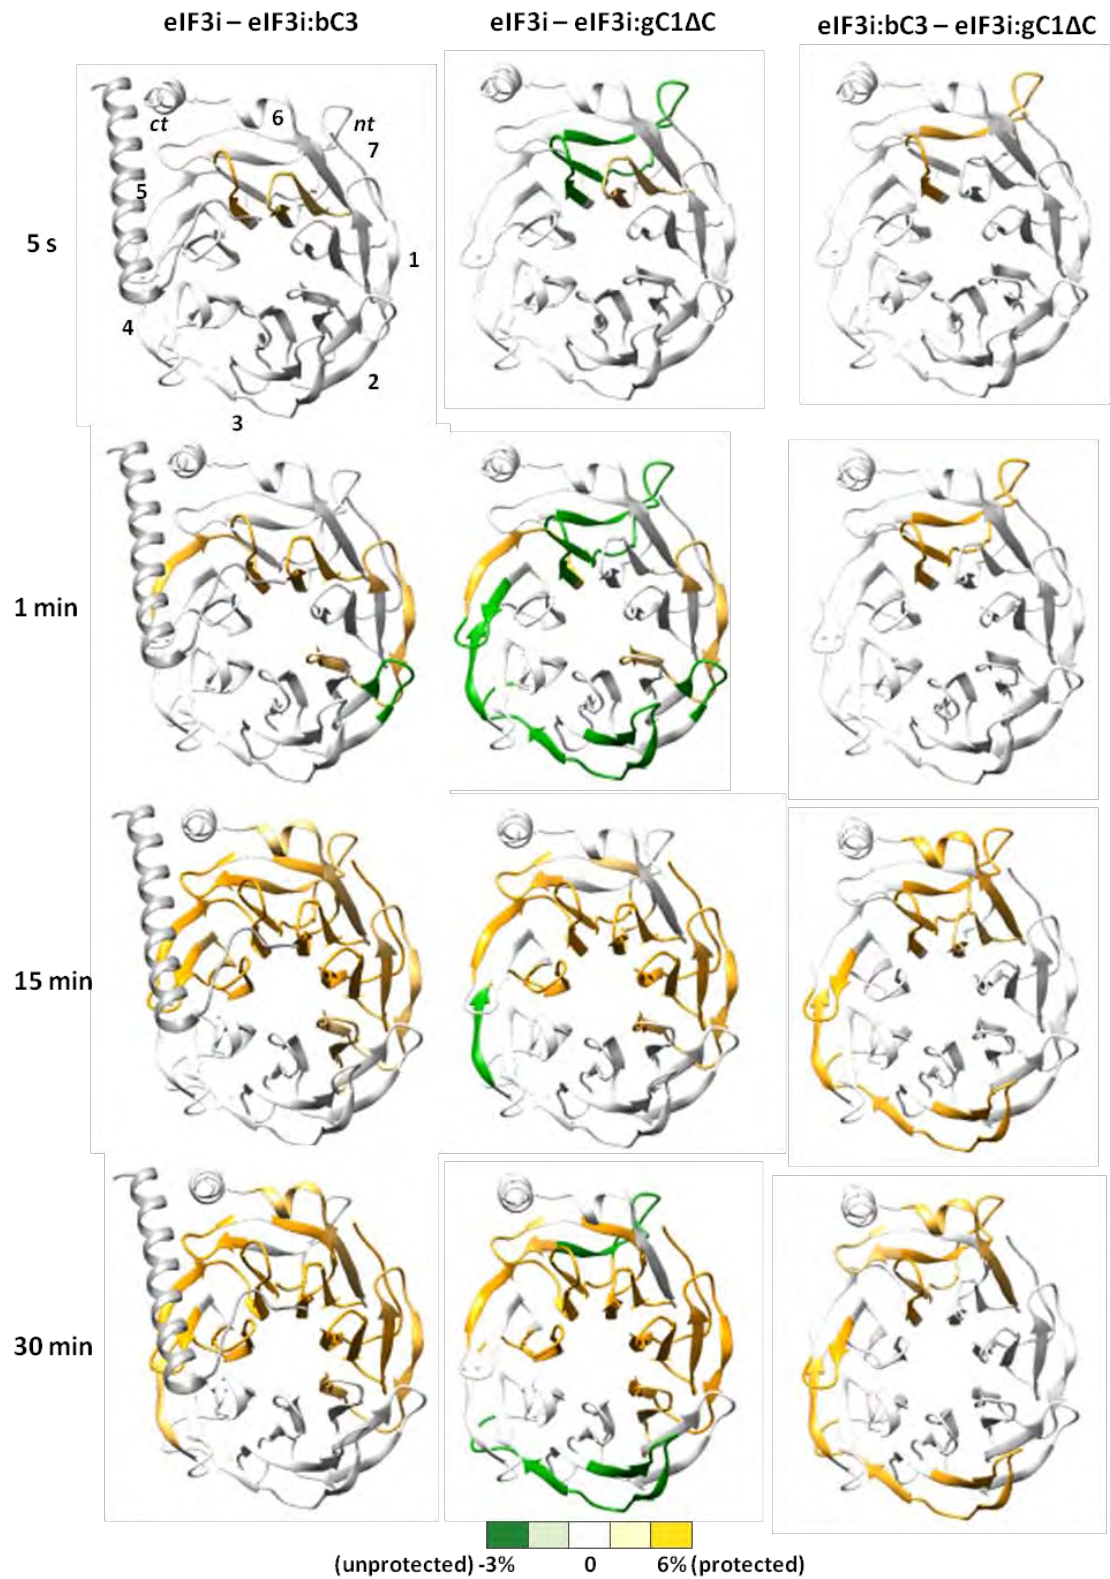 eIF3i – eIF3i:bC3
eIF3i – eIF3i:gC1ΔC
eIF3i:bC3 – eIF3i:gC1ΔC
5 s
ct
6
nt
7
5
1
4
2
3
1 min
15 min
30 min
(unprotected) -3% 0 6% (protected)